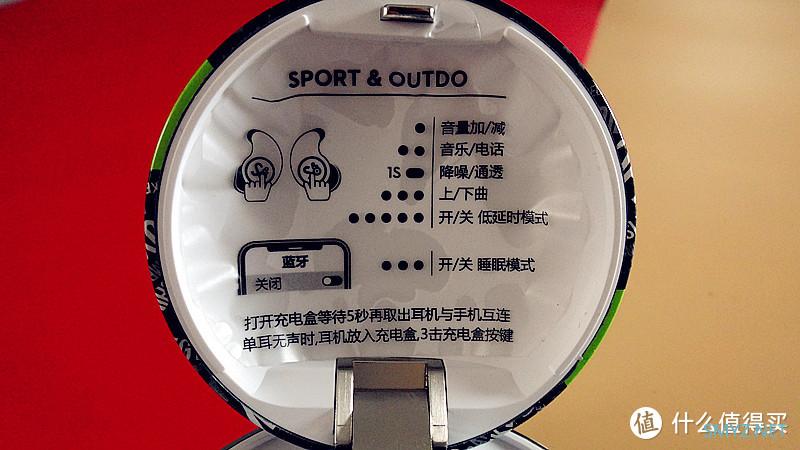 SPORT & OUTDO
音量加/减
音乐/电话
1S 降噪/通透
上/下曲
开/关 低延时模式
蓝牙
关闭
开/关 睡眠模式
打开充电盒等待5秒再取出耳机与手机互连
单耳无声时,耳机放入充电盒,3击充电盒按键
值 什么值得买